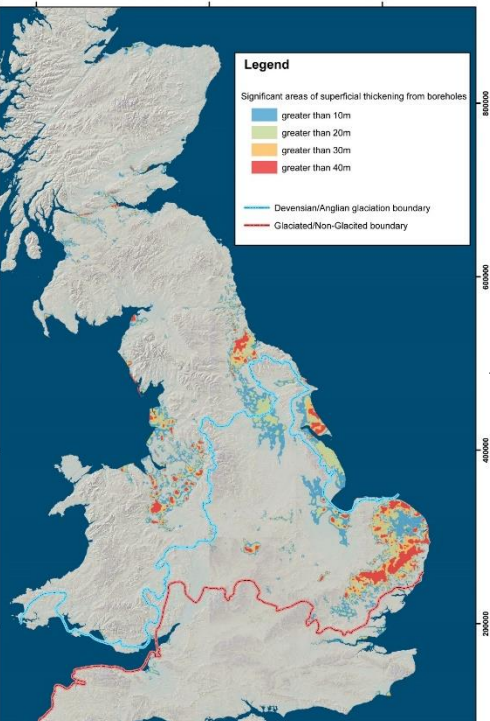 Legend
Significant areas of superficial thickening from boreholes
greater than 10m
greater than 20m
greater than 30m
greater than 40m
Devensian/Anglian glaciation boundary
Glaciated/Non-Glacited boundary
800000
600000
400000
200000